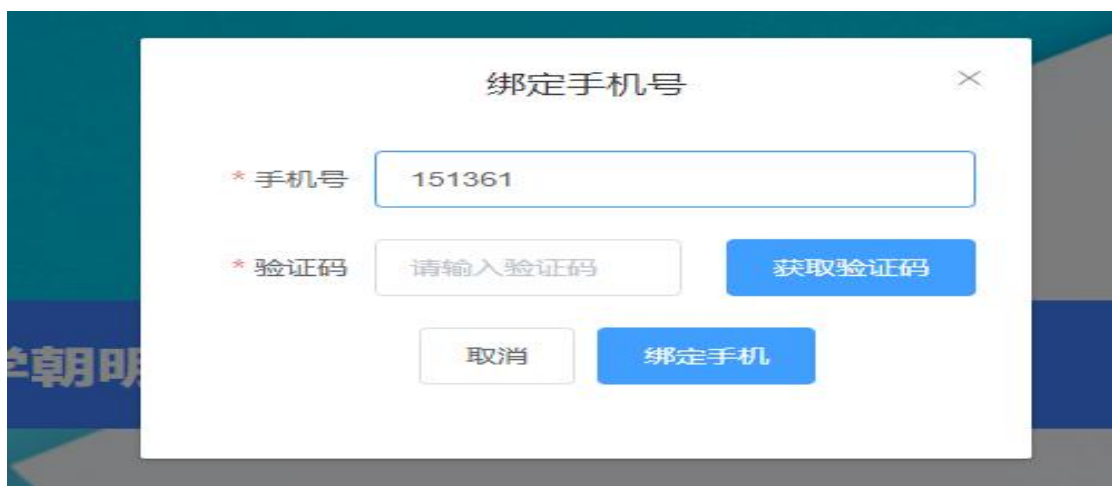 绑定手机号
* 手机号 151361
* 验证码 请输入验证码 获取验证码
取消 绑定手机
朝明